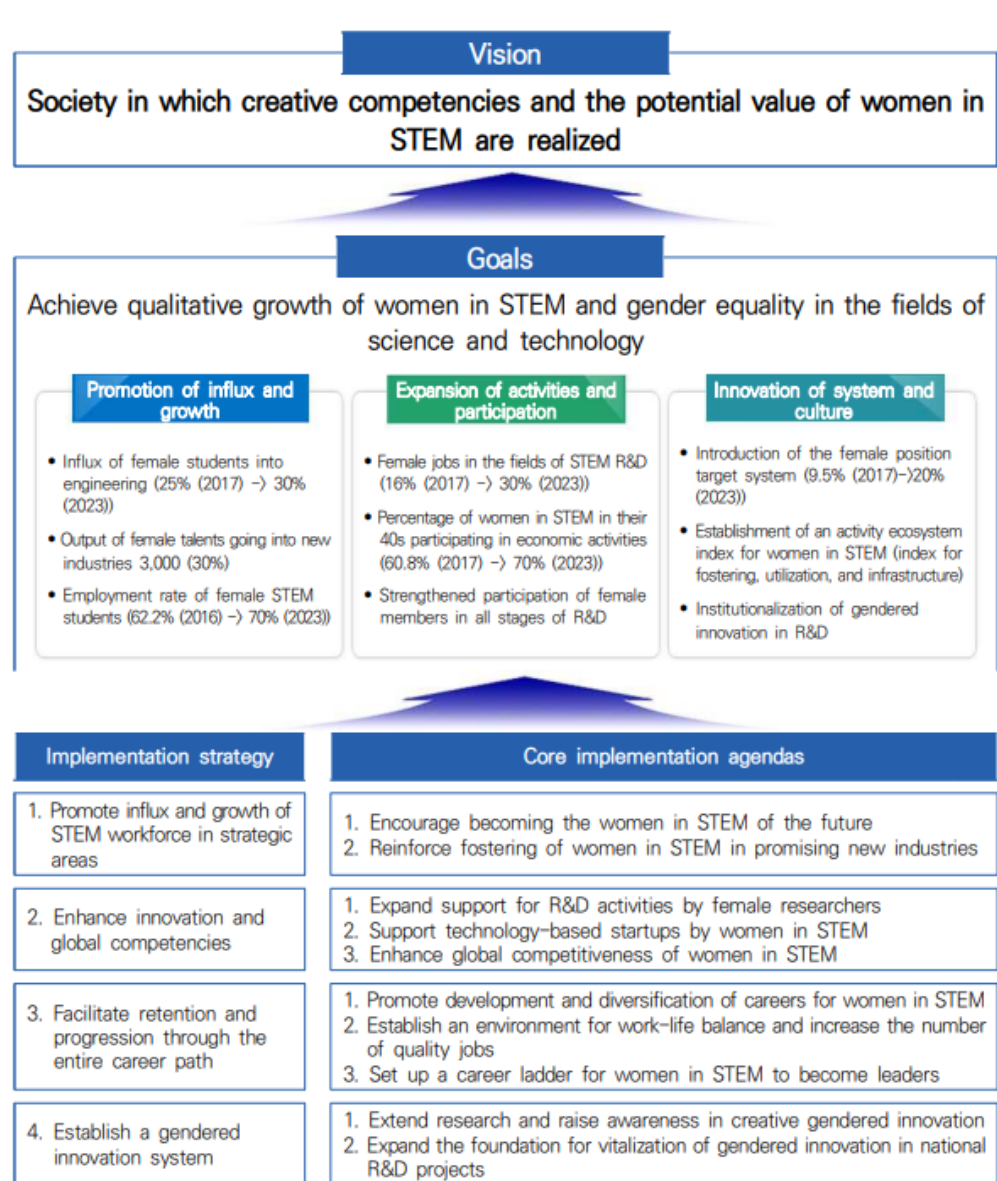 Vision
Society in which creative competencies and the potential value of women in
STEM are realized
Goals
Achieve qualitative growth of women in STEM and gender equality in the fields of
science and technology
Promotion of influx and
growth
• Influx of female students into
engineering (25% (2017) -> 30%
(2023))
• Output of female talents going into new
industries 3,000 (30%)
• Employment rate of female STEM
students (62.2% (2016) -> 70% (2023))
Expansion of activities and
participation
• Female jobs in the fields of STEM R&D
(16% (2017) -> 30% (2023))
• Percentage of women in STEM in their
40s participating in economic activities
(60.8% (2017) -> 70% (2023))
• Strengthened participation of female
members in all stages of R&D
Innovation of system and
culture
• Introduction of the female position
target system (9.5% (2017)->20%
(2023))
• Establishment of an activity ecosystem
index for women in STEM (index for
fostering, utilization, and infrastructure)
• Institutionalization of gendered
innovation in R&D
Implementation strategy
Core implementation agendas
1. Promote influx and growth of
STEM workforce in strategic
areas
1. Encourage becoming the women in STEM of the future
2. Reinforce fostering of women in STEM in promising new industries
2. Enhance innovation and
global competencies
1. Expand support for R&D activities by female researchers
2. Support technology-based startups by women in STEM
3. Enhance global competitiveness of women in STEM
3. Facilitate retention and
progression through the
entire career path
1. Promote development and diversification of careers for women in STEM
2. Establish an environment for work-life balance and increase the number
of quality jobs
3. Set up a career ladder for women in STEM to become leaders
4. Establish a gendered
innovation system
1. Extend research and raise awareness in creative gendered innovation
2. Expand the foundation for vitalization of gendered innovation in national
R&D projects